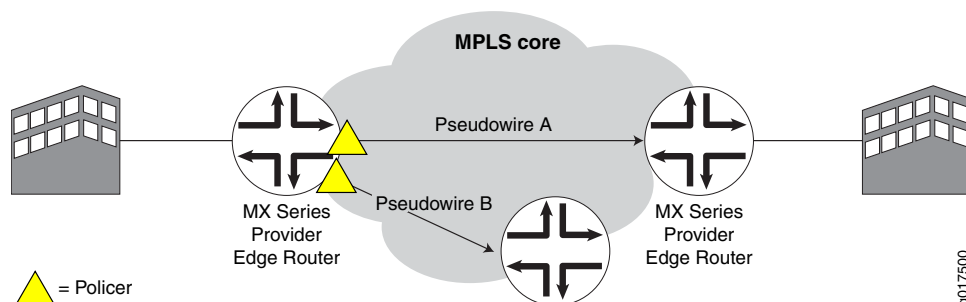 MPLS core
Pseudowire A
Pseudowire B
MX Series
Provider
Edge Router
MX Series
Provider
Edge Router
= Policer
g017500